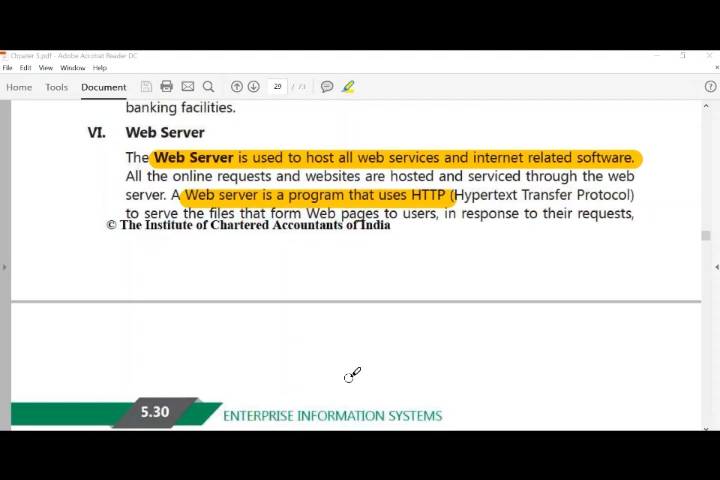 Chpater 5.pdf - Adobe Acrobat Reader DC
File Edit View Window Help
Home Tools Document 29 / 73
banking facilities.
VI. Web Server
The Web Server is used to host all web services and internet related software.
All the online requests and websites are hosted and serviced through the web
server. A Web server is a program that uses HTTP (Hypertext Transfer Protocol)
to serve the files that form Web pages to users, in response to their requests,
© The Institute of Chartered Accountants of India
5.30 ENTERPRISE INFORMATION SYSTEMS